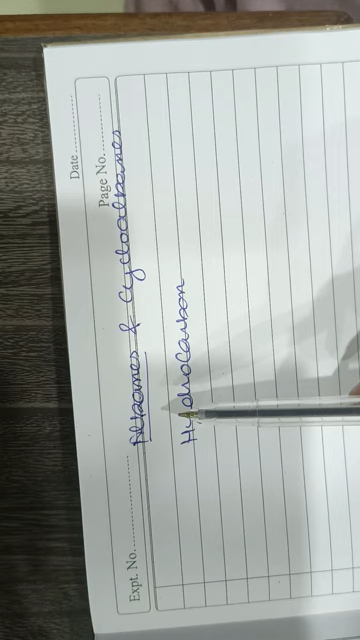 Date
Page No.
Expt. No.
Alkanes & Cycloalkanes
Hydrocarbon